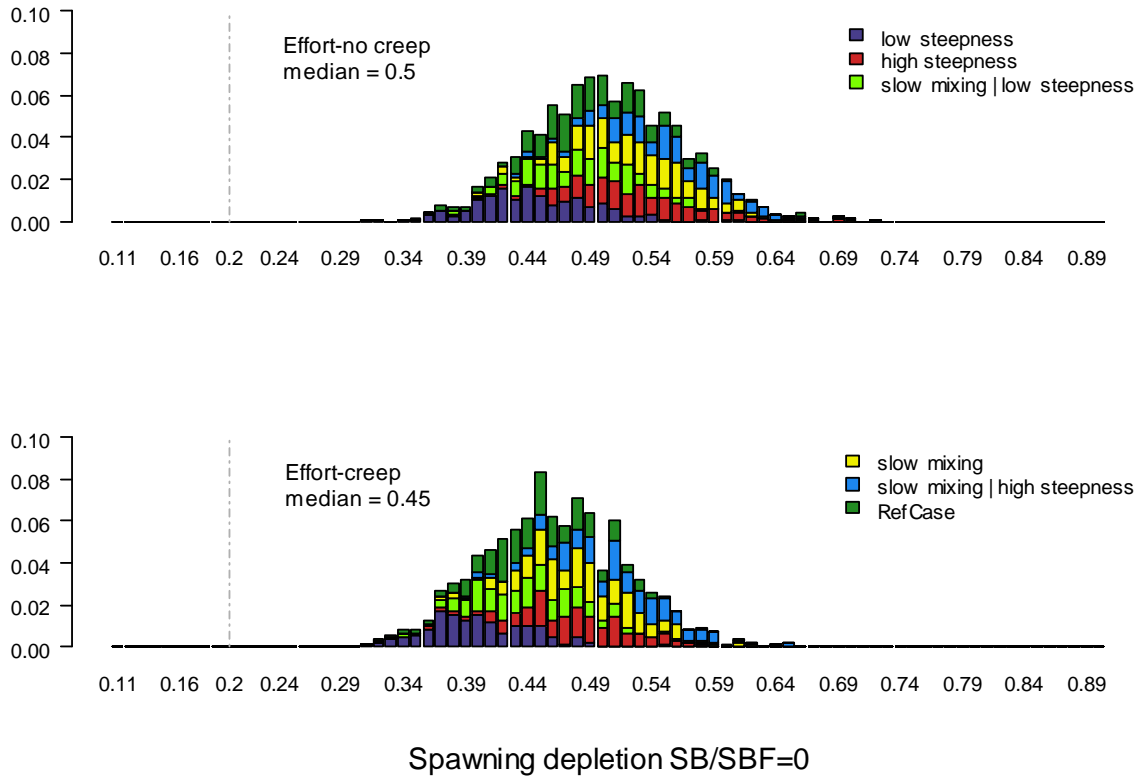 0.10
0.08
0.06
0.04
0.02
0.00
Effort-no creep
median = 0.5
low steepness
high steepness
slow mixing | low steepness
0.11 0.16 0.2 0.24 0.29 0.34 0.39 0.44 0.49 0.54 0.59 0.64 0.69 0.74 0.79 0.84 0.89
0.10
0.08
0.06
0.04
0.02
0.00
Effort-creep
median = 0.45
slow mixing
slow mixing | high steepness
RefCase
0.11 0.16 0.2 0.24 0.29 0.34 0.39 0.44 0.49 0.54 0.59 0.64 0.69 0.74 0.79 0.84 0.89
Spawning depletion SB/SBF=0